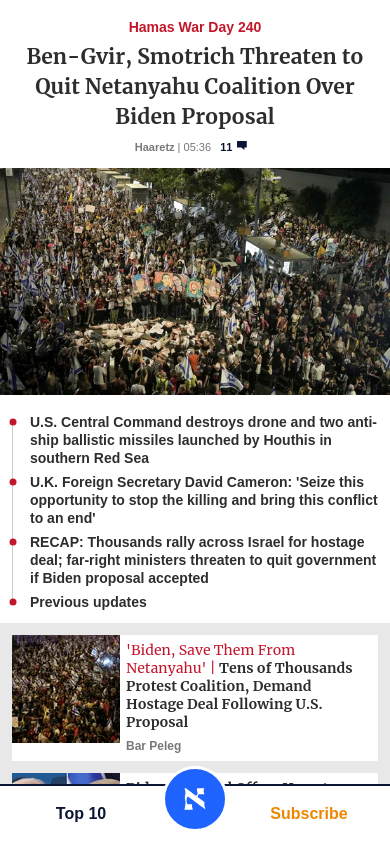 Hamas War Day 240
Ben-Gvir, Smotrich Threaten to
Quit Netanyahu Coalition Over
Biden Proposal
Haaretz | 05:36 11
U.S. Central Command destroys drone and two anti-
ship ballistic missiles launched by Houthis in
southern Red Sea
U.K. Foreign Secretary David Cameron: 'Seize this
opportunity to stop the killing and bring this conflict
to an end'
RECAP: Thousands rally across Israel for hostage
deal; far-right ministers threaten to quit government
if Biden proposal accepted
Previous updates
'Biden, Save Them From
Netanyahu' | Tens of Thousands
Protest Coalition, Demand
Hostage Deal Following U.S.
Proposal
Bar Peleg
Top 10
א
Subscribe